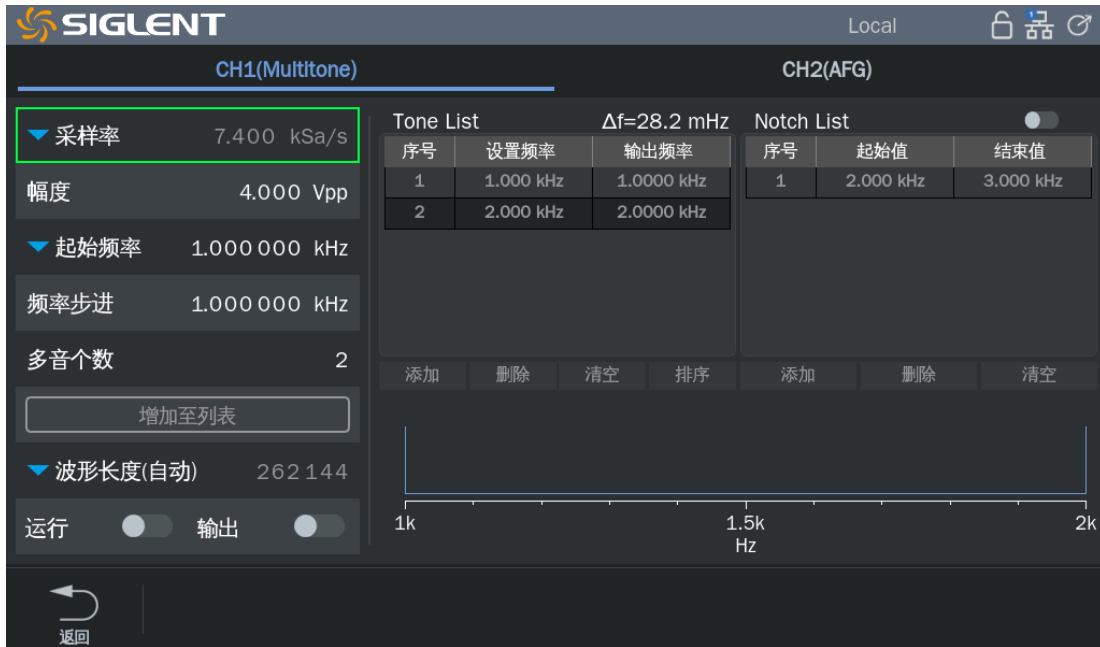 SIGLENT Local 1
CH1(Multitone) CH2(AFG)
采样率 7.400 kSa/s
幅度 4.000 Vpp
起始频率 1.000000 kHz
频率步进 1.000000 kHz
多音个数 2
增加至列表
波形长度(自动) 262144
运行 输出
Tone List Δf=28.2 mHz
序号 设置频率 输出频率
1 1.000 kHz 1.0000 kHz
2 2.000 kHz 2.0000 kHz
添加 删除 清空 排序
Notch List
序号 起始值 结束值
1 2.000 kHz 3.000 kHz
添加 删除 清空
1k 1.5k 2k
Hz
返回